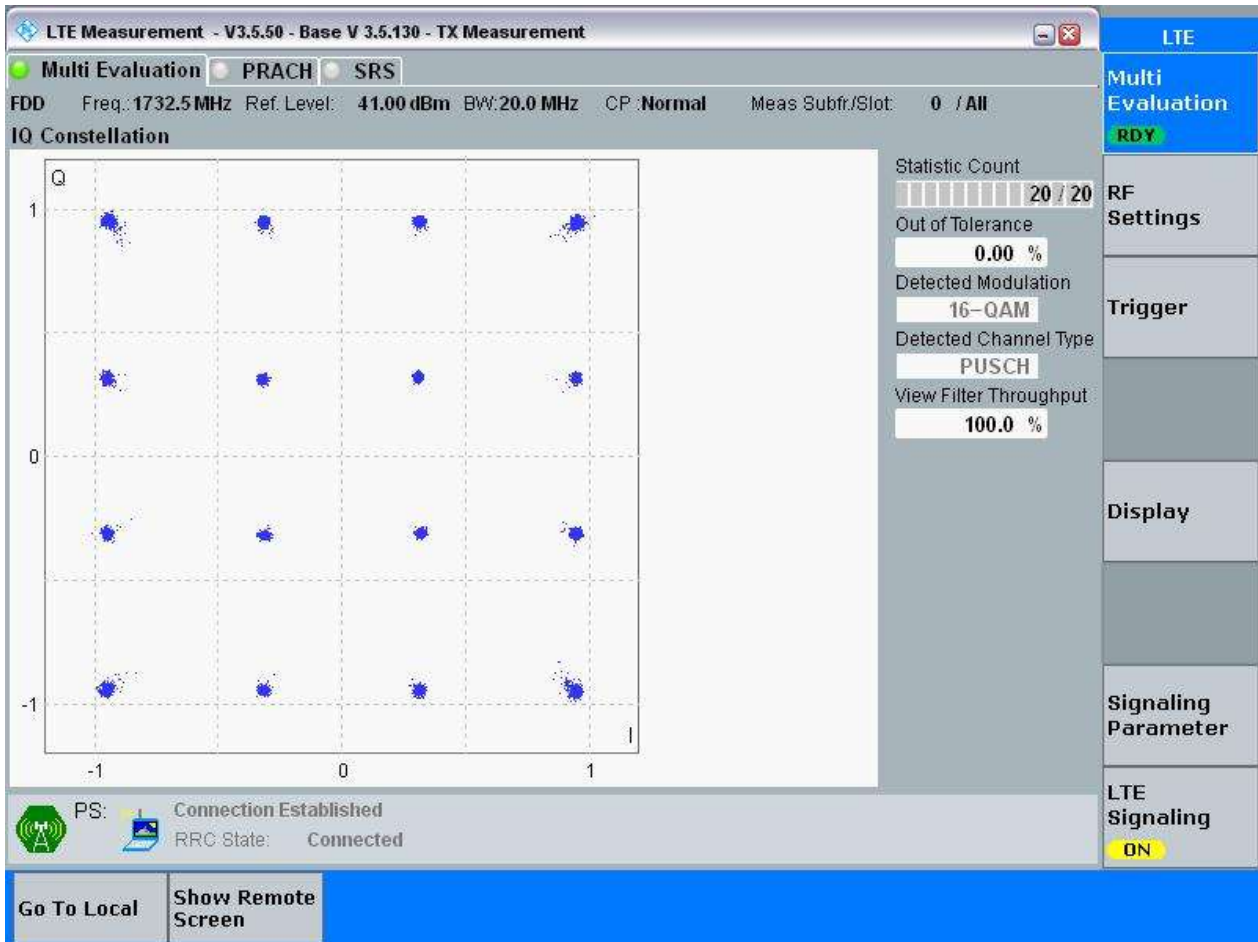 LTE Measurement - V3.5.50 - Base V 3.5.130 - TX Measurement
LTE
Multi Evaluation PRACH SRS
Multi
Evaluation
RDY
FDD Freq.:1732.5 MHz Ref. Level: 41.00 dBm BW:20.0 MHz CP :Normal Meas Subfr./Slot: 0 / All
IQ Constellation
Q
1
0
-1
-1 0 1
I
Statistic Count
20 / 20
Out of Tolerance
0.00 %
Detected Modulation
16-QAM
Detected Channel Type
PUSCH
View Filter Throughput
100.0 %
RF
Settings
Trigger
Display
Signaling
Parameter
LTE
Signaling
ON
PS: Connection Established
RRC State: Connected
Go To Local
Show Remote
Screen